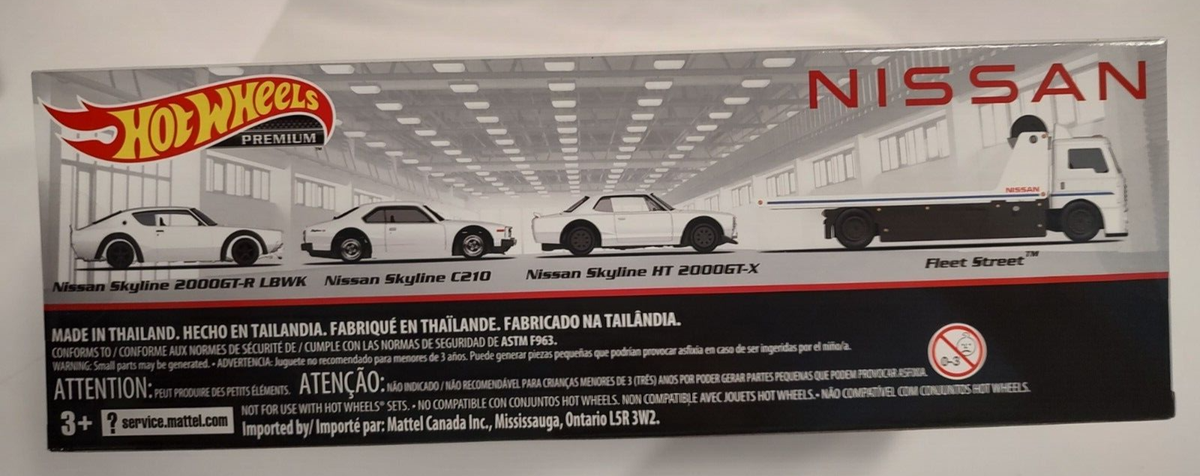 HOT WHEELS
PREMIUM™
NISSAN
NISSAN
Nissan Skyline 2000GT-R LBWK
Nissan Skyline C210
Nissan Skyline HT 2000GT-X
Fleet Street™
MADE IN THAILAND. HECHO EN TAILANDIA. FABRIQUÉ EN THAÏLANDE. FABRICADO NA TAILÂNDIA.
CONFORMS TO / CONFORME AUX NORMES DE SÉCURITÉ DE / CUMPLE CON LAS NORMAS DE SEGURIDAD DE ASTM F963.
WARNING: Small parts may be generated. • ADVERTENCIA: Juguete no recomendado para menores de 3 años. Puede generar piezas pequeñas que podrían provocar asfixia en caso de ser ingeridas por el niño/a.
ATTENTION: PEUT PRODUIRE DES PETITS ÉLÉMENTS. ATENÇÃO: NÃO INDICADO / NÃO RECOMENDÁVEL PARA CRIANÇAS MENORES DE 3 (TRÊS) ANOS POR PODER GERAR PARTES PEQUENAS QUE PODEM PROVOCAR ASFIXIA.
0-3
3+ ? service.mattel.com
NOT FOR USE WITH HOT WHEELS® SETS. • NO COMPATIBLE CON CONJUNTOS HOT WHEELS. NON COMPATIBLE AVEC JOUETS HOT WHEELS. • NÃO COMPATÍVEL COM CONJUNTOS HOT WHEELS.
Imported by/ Importé par: Mattel Canada Inc., Mississauga, Ontario L5R 3W2.